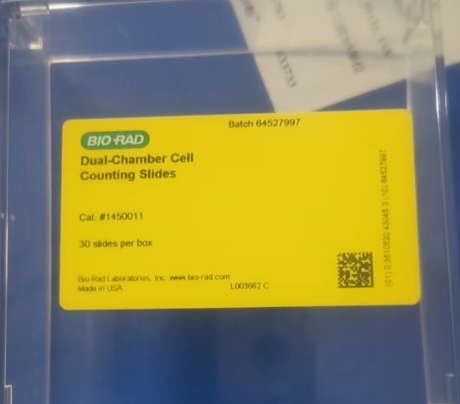 Batch 64527997
BIO-RAD
Dual-Chamber Cell
Counting Slides
Cat. #1450011
30 slides per box
Bio-Rad Laboratories, Inc. www.bio-rad.com
Made in USA
L003662 C